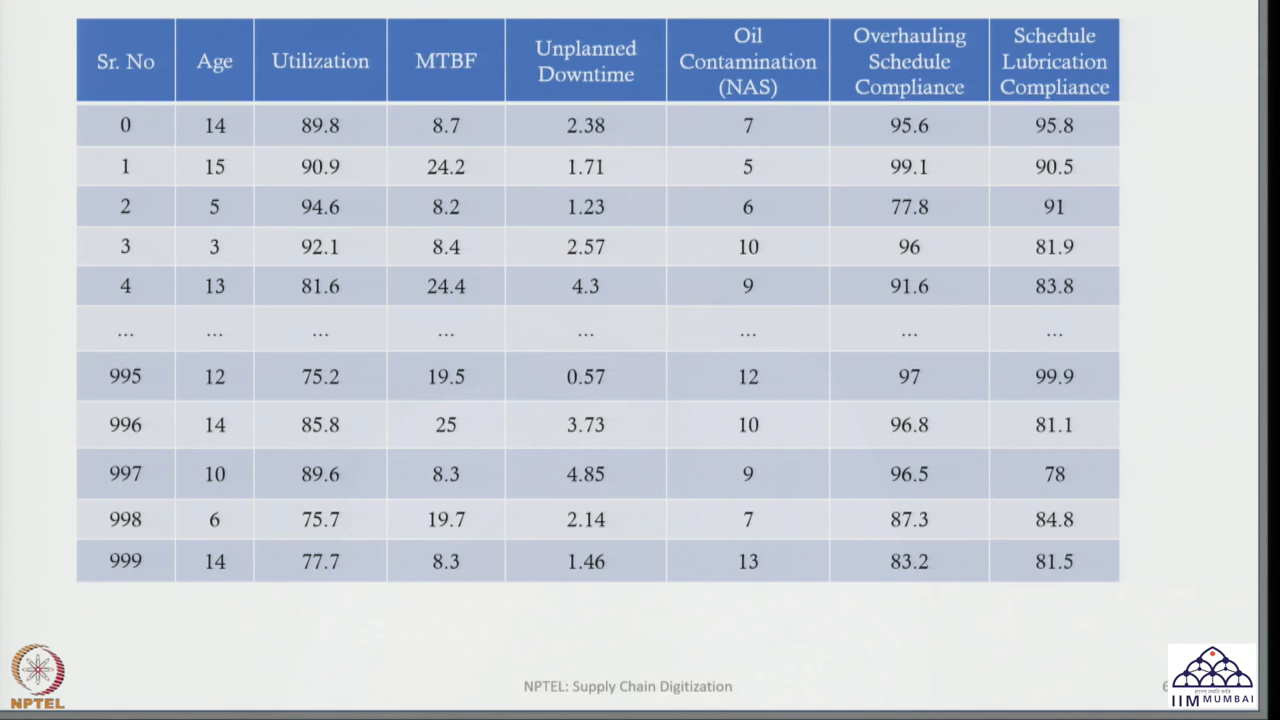 Sr. No Age Utilization MTBF Unplanned Downtime Oil Contamination (NAS) Overhauling Schedule Compliance Schedule Lubrication Compliance
0 14 89.8 8.7 2.38 7 95.6 95.8
1 15 90.9 24.2 1.71 5 99.1 90.5
2 5 94.6 8.2 1.23 6 77.8 91
3 3 92.1 8.4 2.57 10 96 81.9
4 13 81.6 24.4 4.3 9 91.6 83.8
... ... ... ... ... ... ... ...
995 12 75.2 19.5 0.57 12 97 99.9
996 14 85.8 25 3.73 10 96.8 81.1
997 10 89.6 8.3 4.85 9 96.5 78
998 6 75.7 19.7 2.14 7 87.3 84.8
999 14 77.7 8.3 1.46 13 83.2 81.5
NPTEL
NPTEL: Supply Chain Digitization
IIM MUMBAI